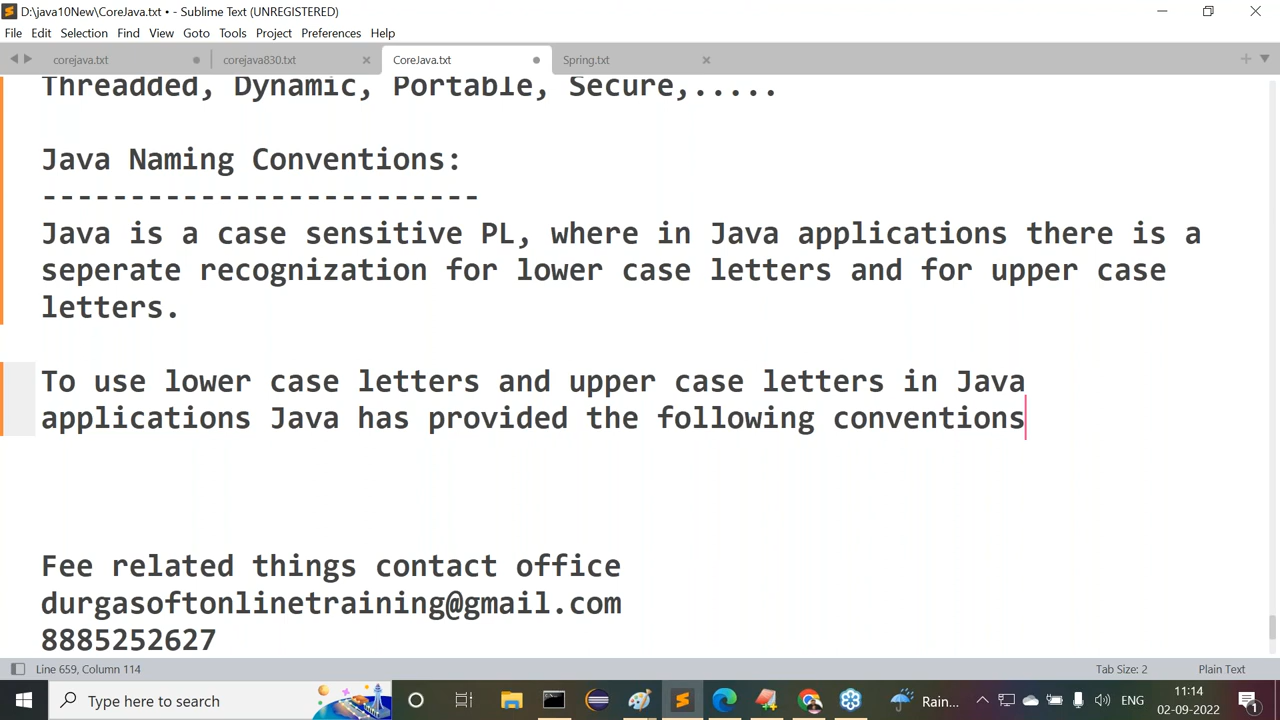 D:\java10New\CoreJava.txt • - Sublime Text (UNREGISTERED)
File Edit Selection Find View Goto Tools Project Preferences Help
corejava.txt corejava830.txt CoreJava.txt Spring.txt
Threadded, Dynamic, Portable, Secure,.....
Java Naming Conventions:
-------------------------
Java is a case sensitive PL, where in Java applications there is a
seperate recognization for lower case letters and for upper case
letters.
To use lower case letters and upper case letters in Java
applications Java has provided the following conventions
Fee related things contact office
durgasoftonlinetraining@gmail.com
8885252627
Line 659, Column 114 Tab Size: 2 Plain Text
Type here to search Rain... ENG 11:14
02-09-2022 1